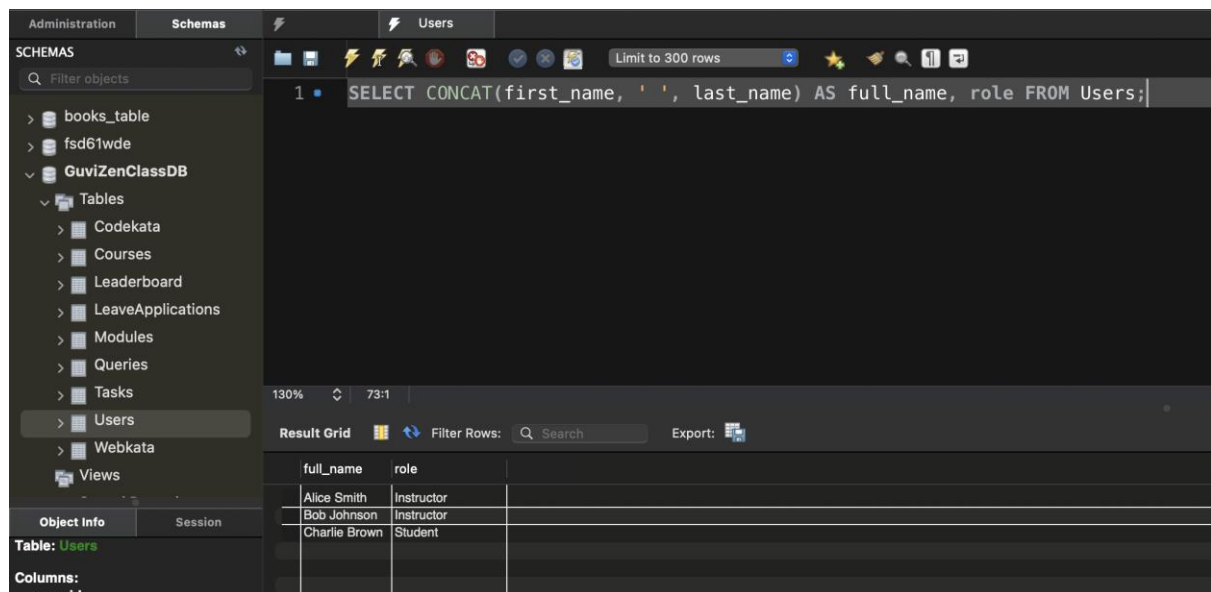 Administration Schemas
Users
SCHEMAS
Filter objects
Limit to 300 rows
1 SELECT CONCAT(first_name, ' ', last_name) AS full_name, role FROM Users;
books_table
fsd61wde
GuviZenClassDB
Tables
Codekata
Courses
Leaderboard
LeaveApplications
Modules
Queries
Tasks
Users
Webkata
Views
130% 73:1
Result Grid Filter Rows: Search Export:
full_name role
Alice Smith Instructor
Bob Johnson Instructor
Charlie Brown Student
Object Info Session
Table: Users
Columns: